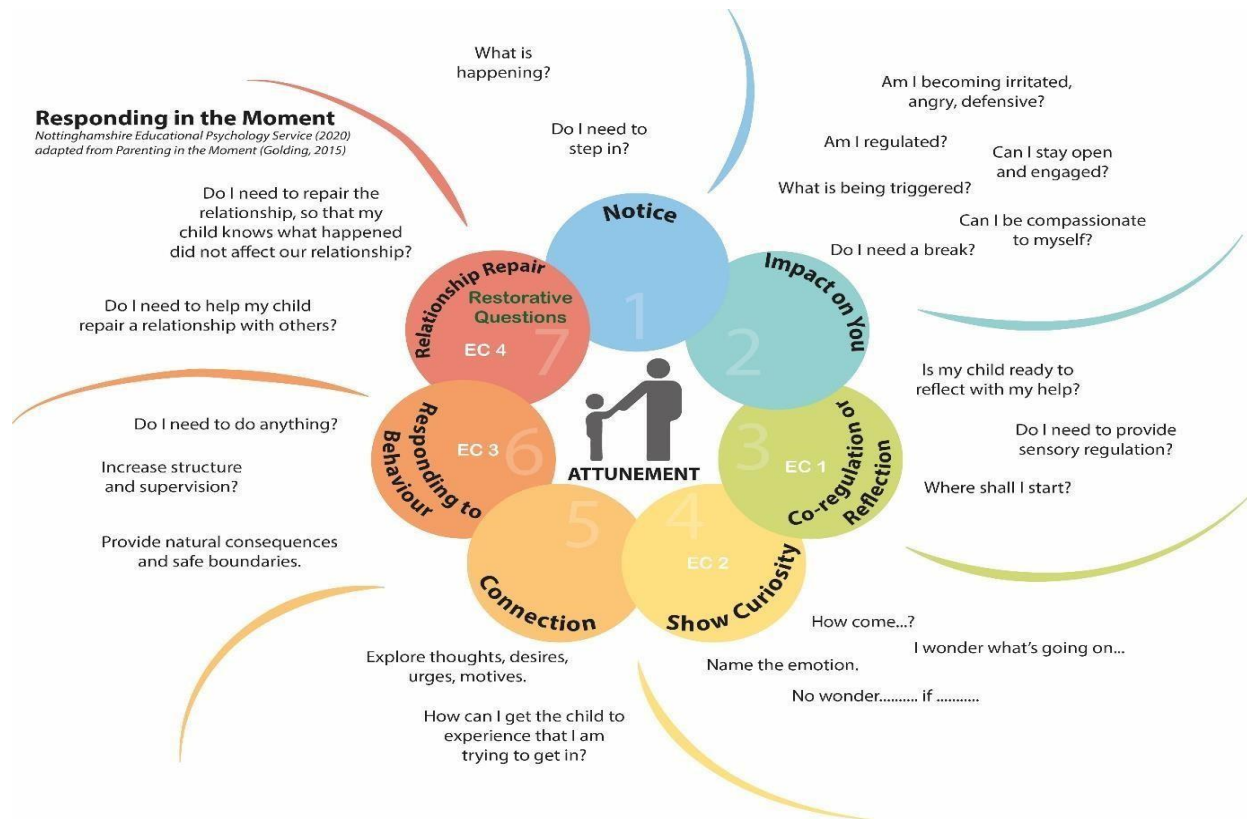 Responding in the Moment
Nottinghamshire Educational Psychology Service (2020)
adapted from Parenting in the Moment (Golding, 2015)
What is
happening?
Do I need to
step in?
Notice
1
Am I becoming irritated,
angry, defensive?
Am I regulated?
Can I stay open
and engaged?
What is being triggered?
Can I be compassionate
to myself?
Do I need a break?
Impact on You
2
Is my child ready to
reflect with my help?
Do I need to provide
sensory regulation?
Where shall I start?
3
EC 1
Co-regulation or
Reflection
4
EC 2
Show Curiosity
How come...?
I wonder what's going on...
Name the emotion.
No wonder.......... if ...........
5
Connection
Explore thoughts, desires,
urges, motives.
How can I get the child to
experience that I am
trying to get in?
6
EC 3
Responding to
Behaviour
Do I need to do anything?
Increase structure
and supervision?
Provide natural consequences
and safe boundaries.
Relationship Repair
Restorative
Questions
EC 4
7
Do I need to repair the
relationship, so that my
child knows what happened
did not affect our relationship?
Do I need to help my child
repair a relationship with others?
ATTUNEMENT